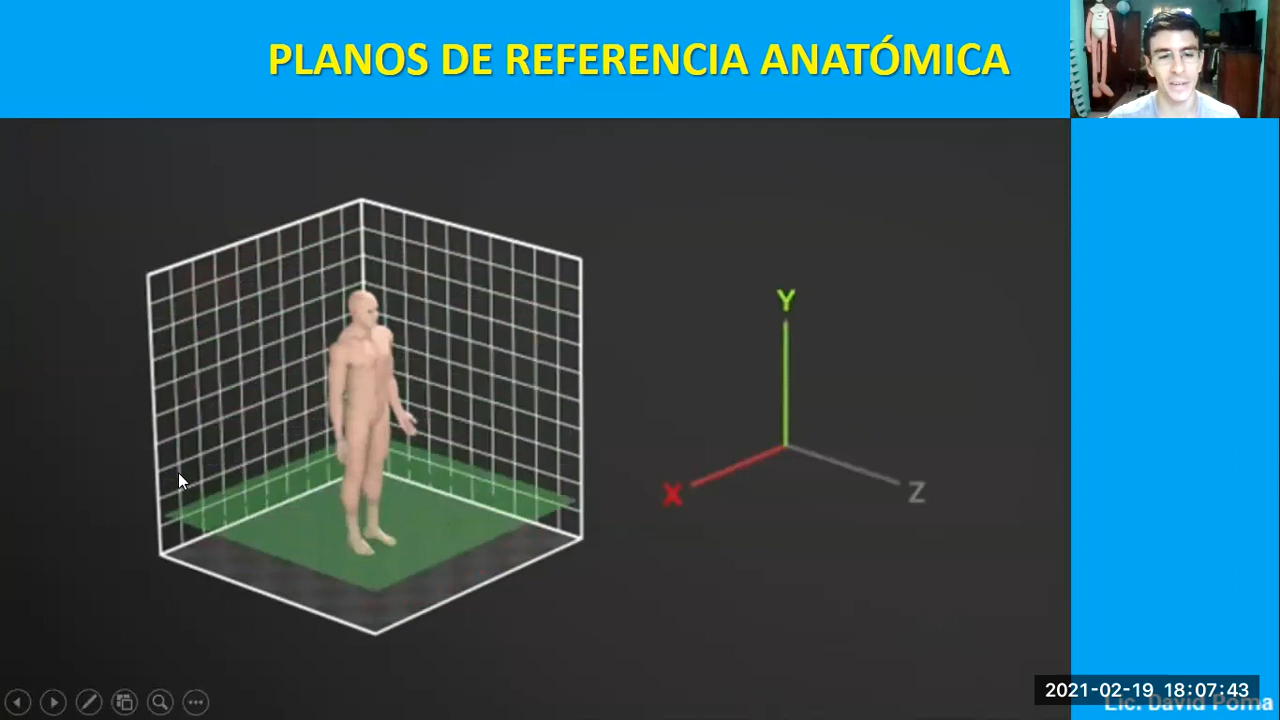 PLANOS DE REFERENCIA ANATÓMICA
Y
X
Z
2021-02-19 18:07:43
Lic. David Poma